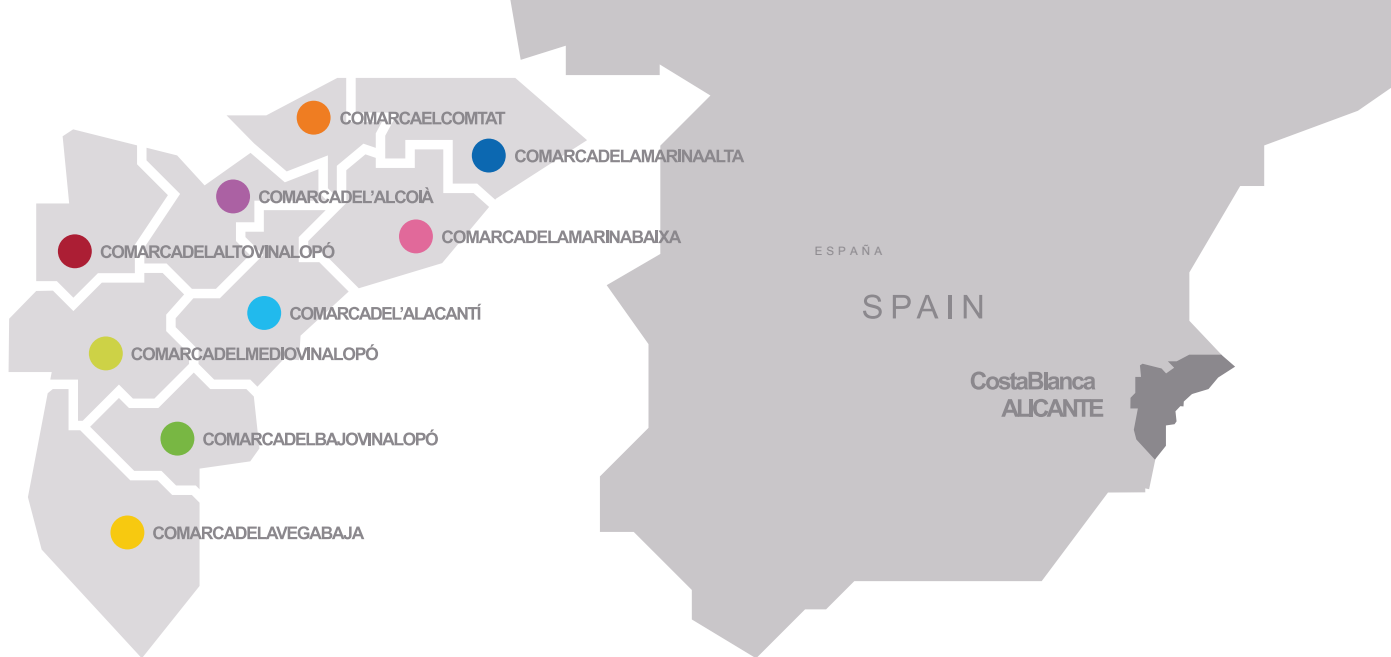 COMARCAELCOMTAT
COMARCADELAMARINAALTA
COMARCADEL'ALCOIÀ
COMARCADELAMARINABAIXA
COMARCADELALTOVINALOPÓ
COMARCADEL'ALACANTÍ
COMARCADELMEDIOVINALOPÓ
COMARCADELBAJOVINALOPÓ
COMARCADELAVEGABAJA
ESPAÑA
SPAIN
CostaBlanca
ALICANTE